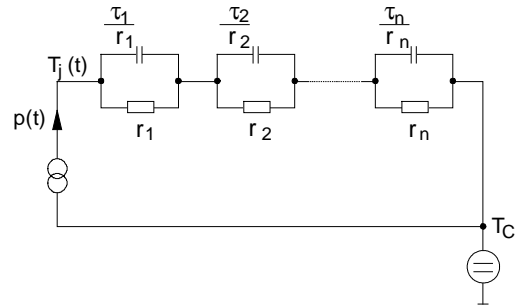 τ1 τ2 τn
r1 r2 rn
Tj(t)
r1 r2 rn
p(t)
TC